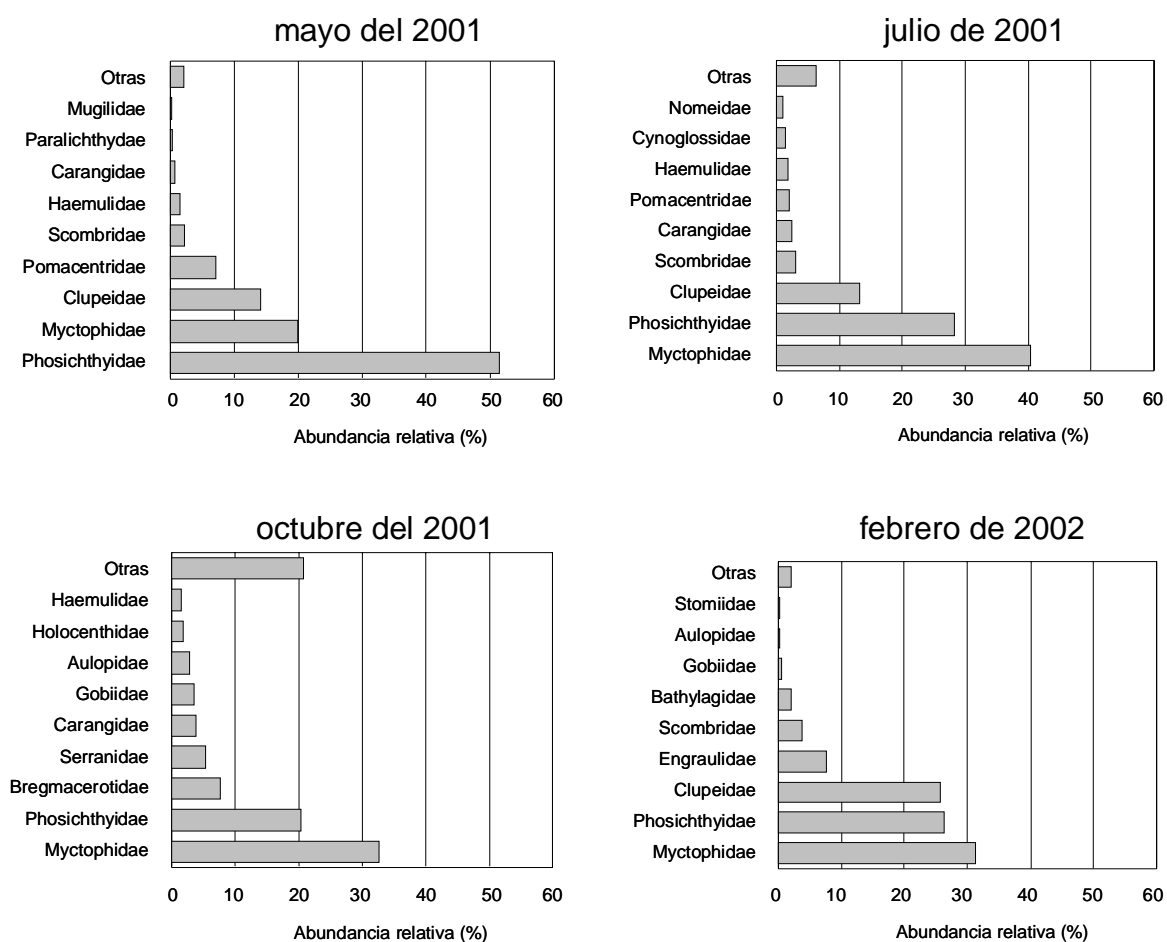 mayo del 2001
Otras
Mugilidae
Paralichthydae
Carangidae
Haemulidae
Scombridae
Pomacentridae
Clupeidae
Myctophidae
Phosichthyidae
0 10 20 30 40 50 60
Abundancia relativa (%)
julio de 2001
Otras
Nomeidae
Cynoglossidae
Haemulidae
Pomacentridae
Carangidae
Scombridae
Clupeidae
Phosichthyidae
Myctophidae
0 10 20 30 40 50 60
Abundancia relativa (%)
octubre del 2001
Otras
Haemulidae
Holocenthidae
Aulopidae
Gobiidae
Carangidae
Serranidae
Bregmacerotidae
Phosichthyidae
Myctophidae
0 10 20 30 40 50 60
Abundancia relativa (%)
febrero de 2002
Otras
Stomiidae
Aulopidae
Gobiidae
Bathylagidae
Scombridae
Engraulidae
Clupeidae
Phosichthyidae
Myctophidae
0 10 20 30 40 50 60
Abundancia relativa (%)